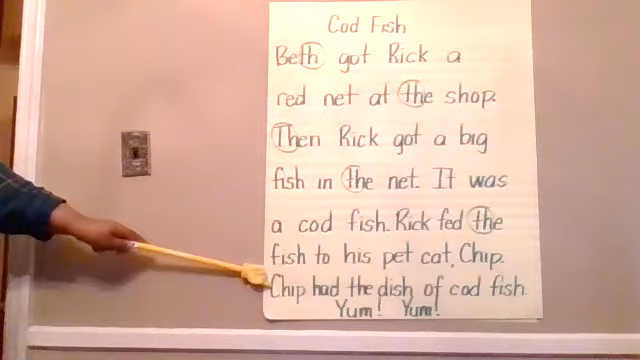 Cod Fish
Beth got Rick a
red net at the shop.
Then Rick got a big
fish in the net. It was
a cod fish. Rick fed the
fish to his pet cat, Chip.
Chip had the dish of cod fish.
Yum! Yum!